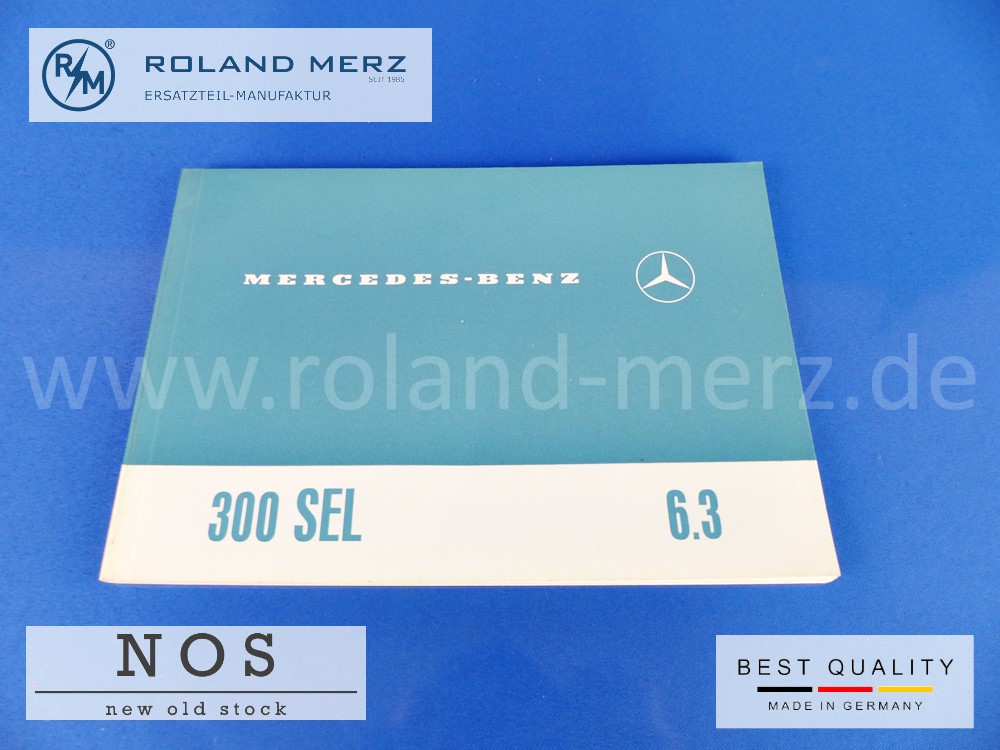 RM®
ROLAND MERZ
SEIT 1985
ERSATZTEIL-MANUFAKTUR
MERCEDES-BENZ
www.roland-merz.de
300 SEL 6.3
NOS
new old stock
BEST QUALITY
MADE IN GERMANY